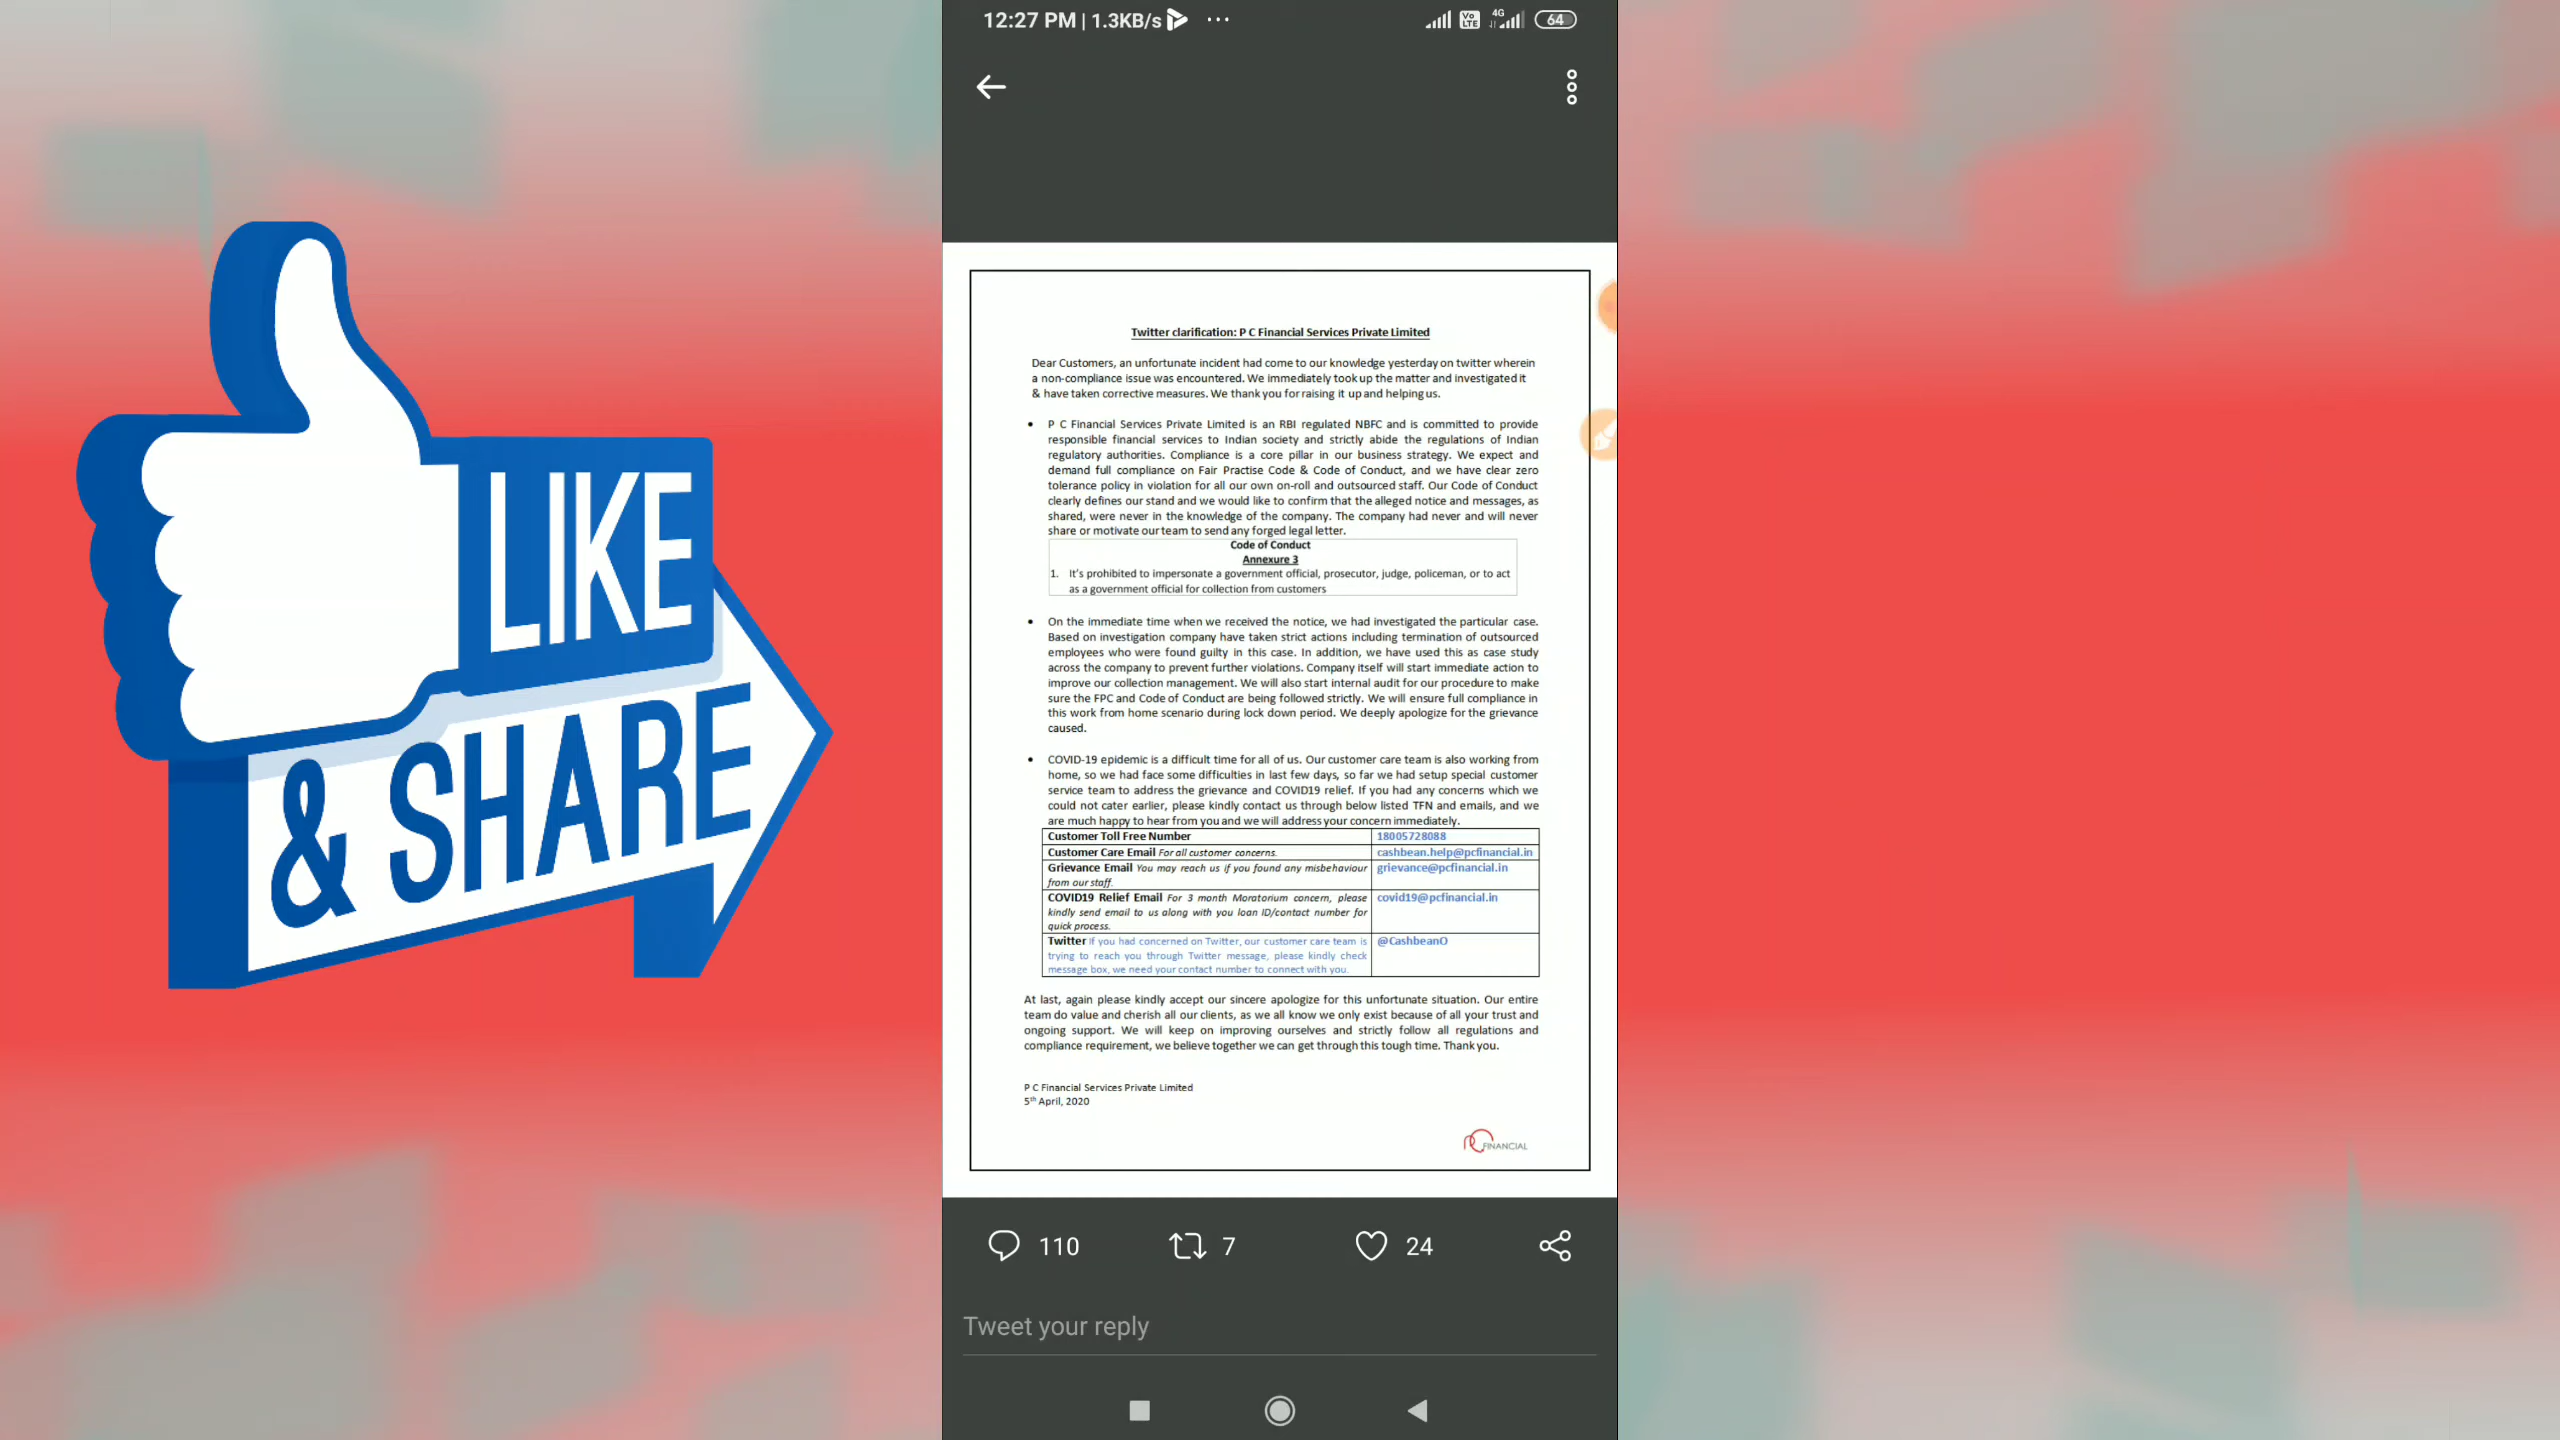 12:27 PM | 1.3KB/s
Vo LTE
4G
64
LIKE
& SHARE
Twitter clarification: P C Financial Services Private Limited
Dear Customers, an unfortunate incident had come to our knowledge yesterday on twitter wherein
a non-compliance issue was encountered. We immediately took up the matter and investigated it
& have taken corrective measures. We thank you for raising it up and helping us.
• P C Financial Services Private Limited is an RBI regulated NBFC and is committed to provide
responsible financial services to Indian society and strictly abide the regulations of Indian
regulatory authorities. Compliance is a core pillar in our business strategy. We expect and
demand full compliance on Fair Practise Code & Code of Conduct, and we have clear zero
tolerance policy in violation for all our own on-roll and outsourced staff. Our Code of Conduct
clearly defines our stand and we would like to confirm that the alleged notice and messages, as
shared, were never in the knowledge of the company. The company had never and will never
share or motivate our team to send any forged legal letter.
Code of Conduct
Annexure 3
1. It's prohibited to impersonate a government official, prosecutor, judge, policeman, or to act
as a government official for collection from customers
• On the immediate time when we received the notice, we had investigated the particular case.
Based on investigation company have taken strict actions including termination of outsourced
employees who were found guilty in this case. In addition, we have used this as case study
across the company to prevent further violations. Company itself will start immediate action to
improve our collection management. We will also start internal audit for our procedure to make
sure the FPC and Code of Conduct are being followed strictly. We will ensure full compliance in
this work from home scenario during lock down period. We deeply apologize for the grievance
caused.
• COVID-19 epidemic is a difficult time for all of us. Our customer care team is also working from
home, so we had face some difficulties in last few days, so far we had setup special customer
service team to address the grievance and COVID19 relief. If you had any concerns which we
could not cater earlier, please kindly contact us through below listed TFN and emails, and we
are much happy to hear from you and we will address your concern immediately.
Customer Toll Free Number 18005728088
Customer Care Email For all customer concerns. cashbean.help@pcfinancial.in
Grievance Email You may reach us if you found any misbehaviour grievance@pcfinancial.in
from our staff.
COVID19 Relief Email For 3 month Moratorium concern, please covid19@pcfinancial.in
kindly send email to us along with you loan ID/contact number for
quick process.
Twitter If you had concerned on Twitter, our customer care team is @CashbeanO
trying to reach you through Twitter message, please kindly check
message box, we need your contact number to connect with you.
At last, again please kindly accept our sincere apologize for this unfortunate situation. Our entire
team do value and cherish all our clients, as we all know we only exist because of all your trust and
ongoing support. We will keep on improving ourselves and strictly follow all regulations and
compliance requirement, we believe together we can get through this tough time. Thank you.
P C Financial Services Private Limited
5th April, 2020
PC FINANCIAL
110 7 24
Tweet your reply